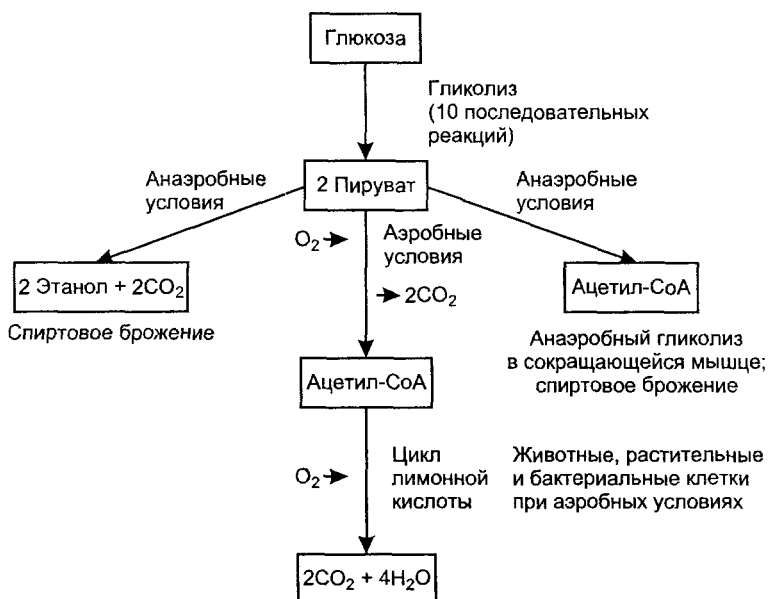 Глюкоза
Гликолиз
(10 последовательных
реакций)
Анаэробные
условия
2 Пируват
Анаэробные
условия
O₂
Аэробные
условия
2CO₂
2 Этанол + 2CO₂
Спиртовое брожение
Ацетил-СоА
Анаэробный гликолиз
в сокращающейся мышце;
спиртовое брожение
Ацетил-СоА
O₂
Цикл
лимонной
кислоты
Животные, растительные
и бактериальные клетки
при аэробных условиях
2CO₂ + 4H₂O